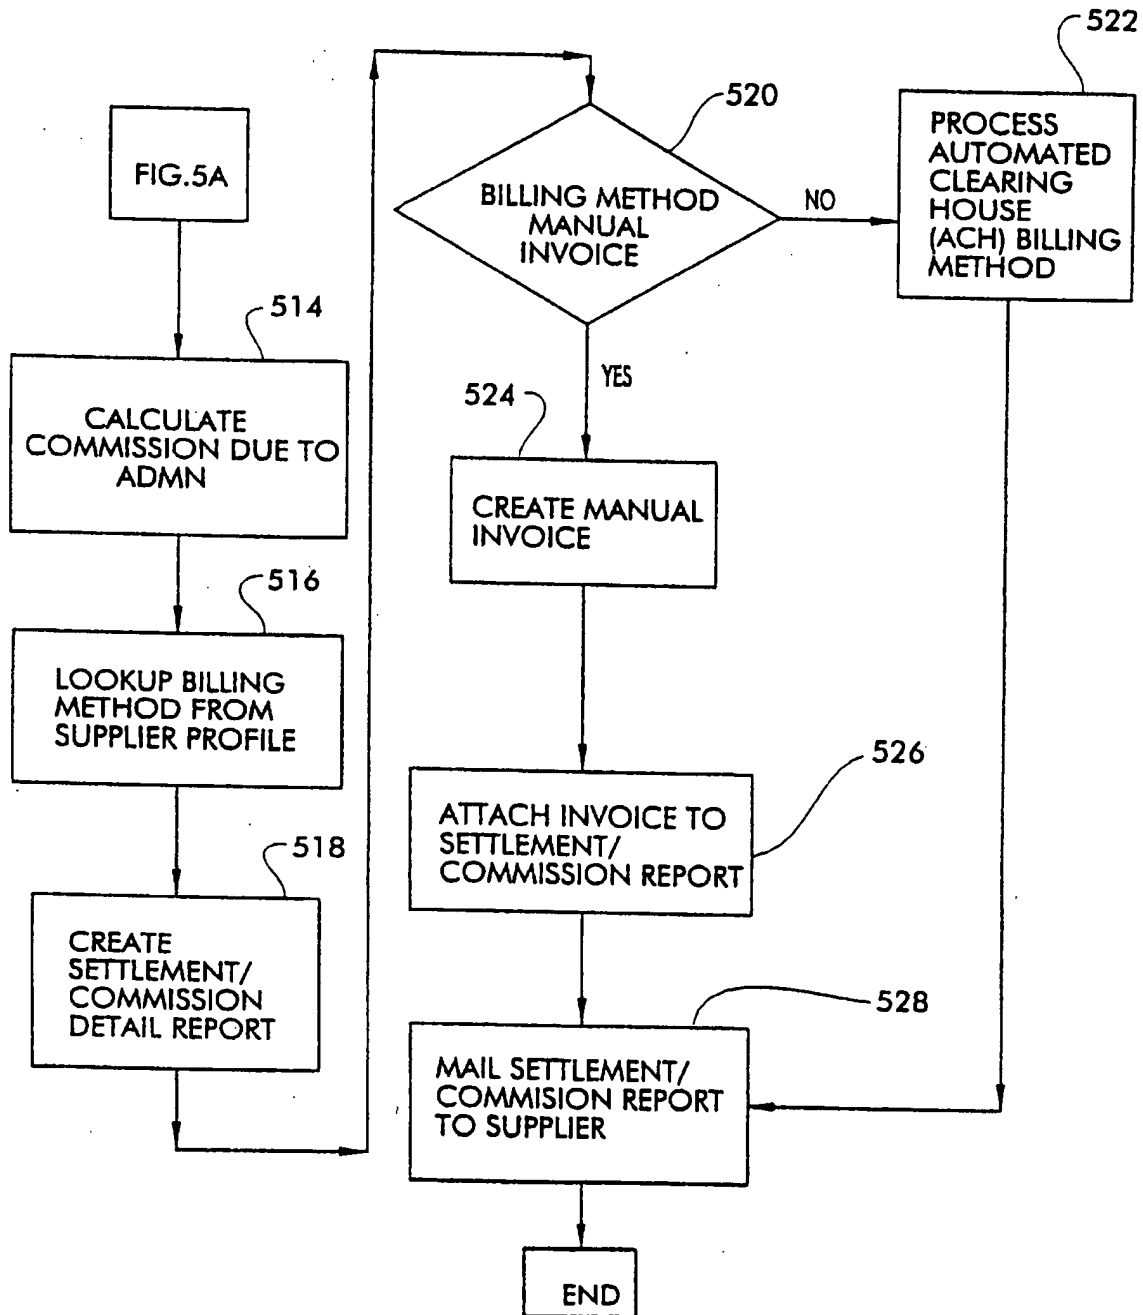 FIG.5A
514
CALCULATE
COMMISSION DUE TO
ADMN
516
LOOKUP BILLING
METHOD FROM
SUPPLIER PROFILE
518
CREATE
SETTLEMENT/
COMMISSION
DETAIL REPORT
520
BILLING METHOD
MANUAL
INVOICE
NO
YES
522
PROCESS
AUTOMATED
CLEARING
HOUSE
(ACH) BILLING
METHOD
524
CREATE MANUAL
INVOICE
526
ATTACH INVOICE TO
SETTLEMENT/
COMMISSION REPORT
528
MAIL SETTLEMENT/
COMMISION REPORT
TO SUPPLIER
END